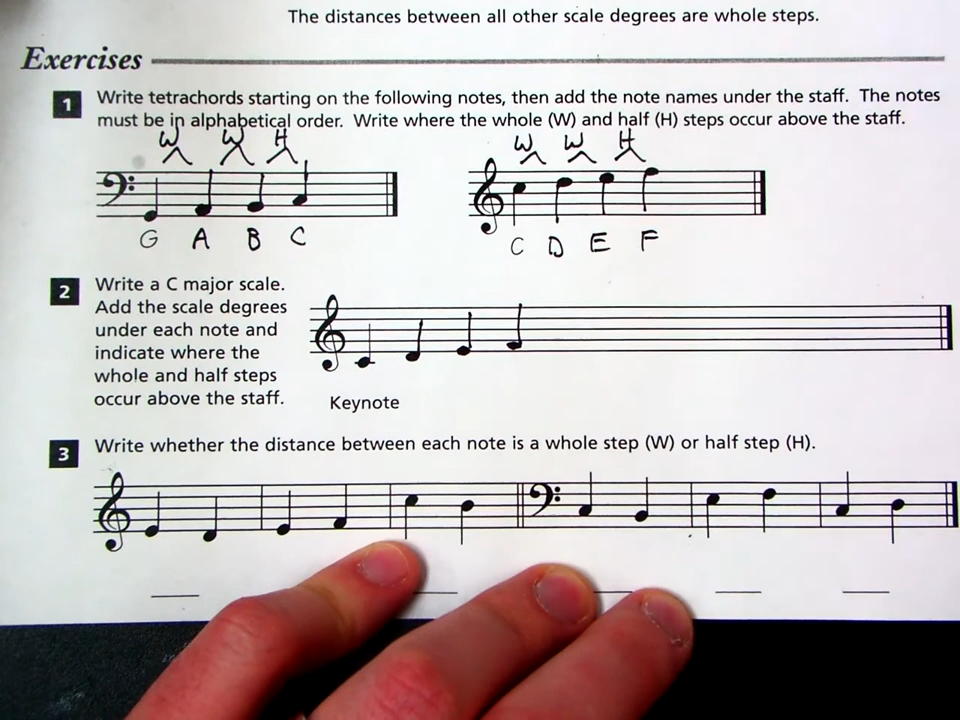 The distances between all other scale degrees are whole steps.
Exercises
1 Write tetrachords starting on the following notes, then add the note names under the staff. The notes
must be in alphabetical order. Write where the whole (W) and half (H) steps occur above the staff.
W W H W W H
G A B C C D E F
2 Write a C major scale.
Add the scale degrees
under each note and
indicate where the
whole and half steps
occur above the staff.
Keynote
3 Write whether the distance between each note is a whole step (W) or half step (H).